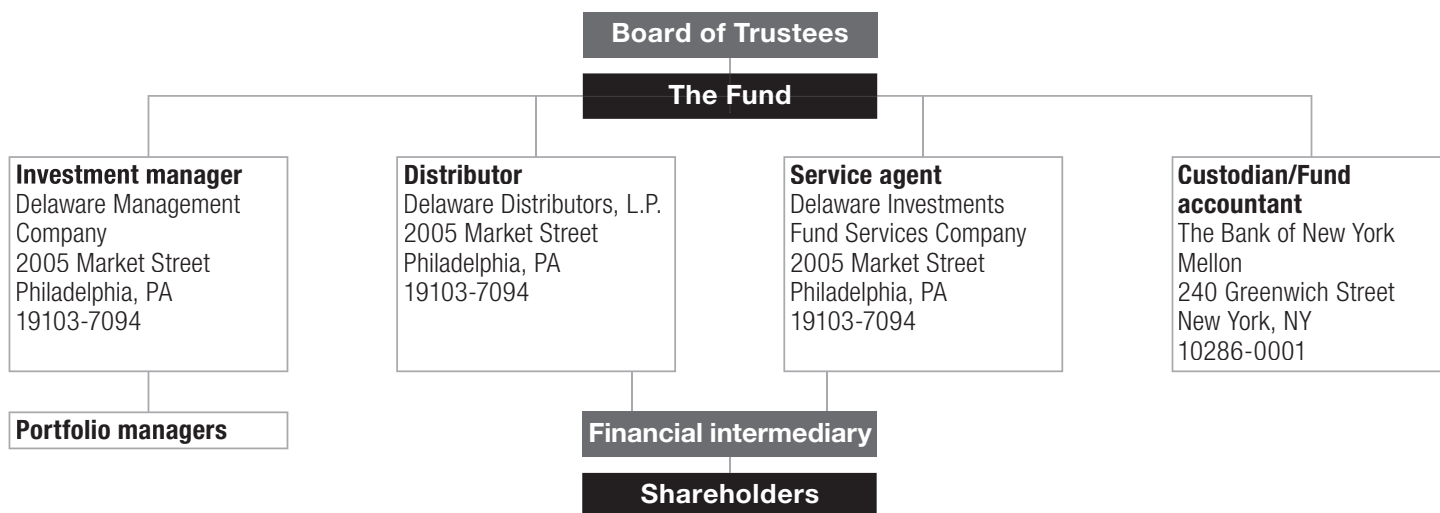 Board of Trustees
The Fund
Investment manager
Delaware Management
Company
2005 Market Street
Philadelphia, PA
19103-7094
Distributor
Delaware Distributors, L.P.
2005 Market Street
Philadelphia, PA
19103-7094
Service agent
Delaware Investments
Fund Services Company
2005 Market Street
Philadelphia, PA
19103-7094
Custodian/Fund
accountant
The Bank of New York
Mellon
240 Greenwich Street
New York, NY
10286-0001
Portfolio managers
Financial intermediary
Shareholders